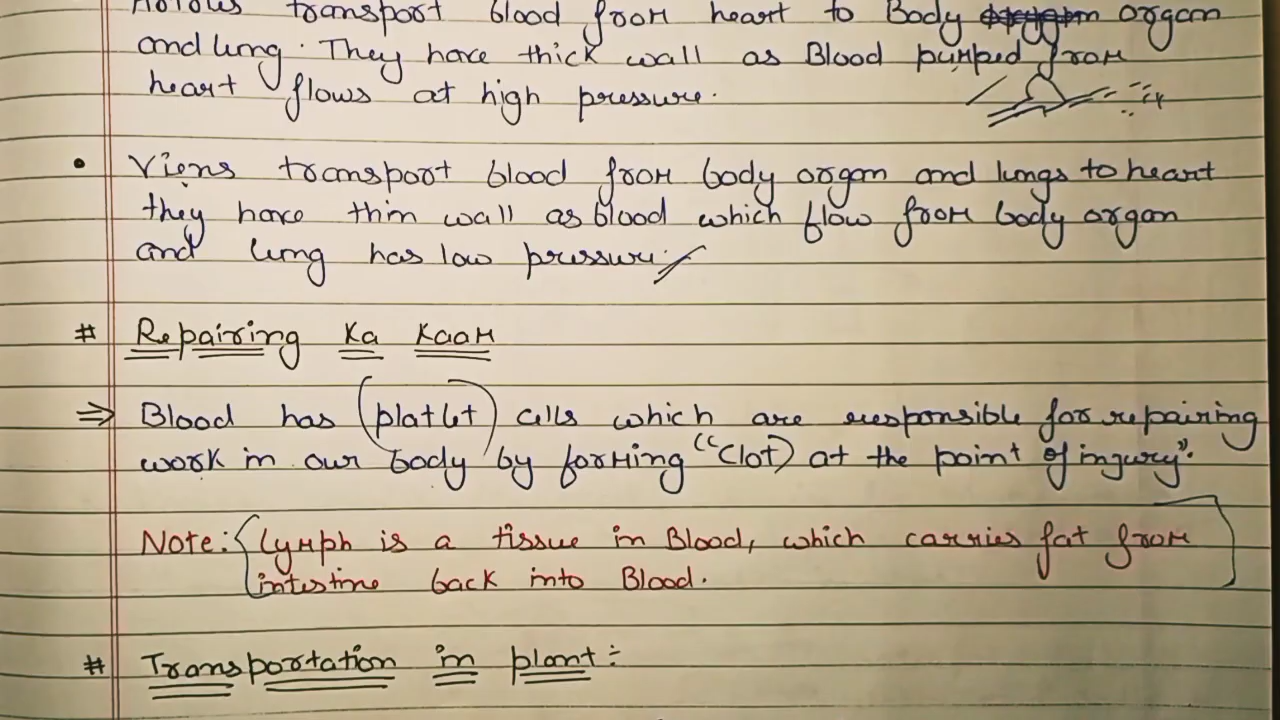 transport blood from heart to Body organ
and lung. They have thick wall as Blood pumped from
heart flows at high pressure.
• Viens transport blood from body organ and lungs to heart
they have thin wall as blood which flow from body organ
and lung has low pressure.
# Repairing Ka Kaam
⇒ Blood has (platlet) cells which are responsible for repairing
work in our body by forming "(Clot) at the point of ingury".
Note: { Lymph is a tissue in Blood, which carries fat from
intestine back into Blood.
# Transportation in plant :-